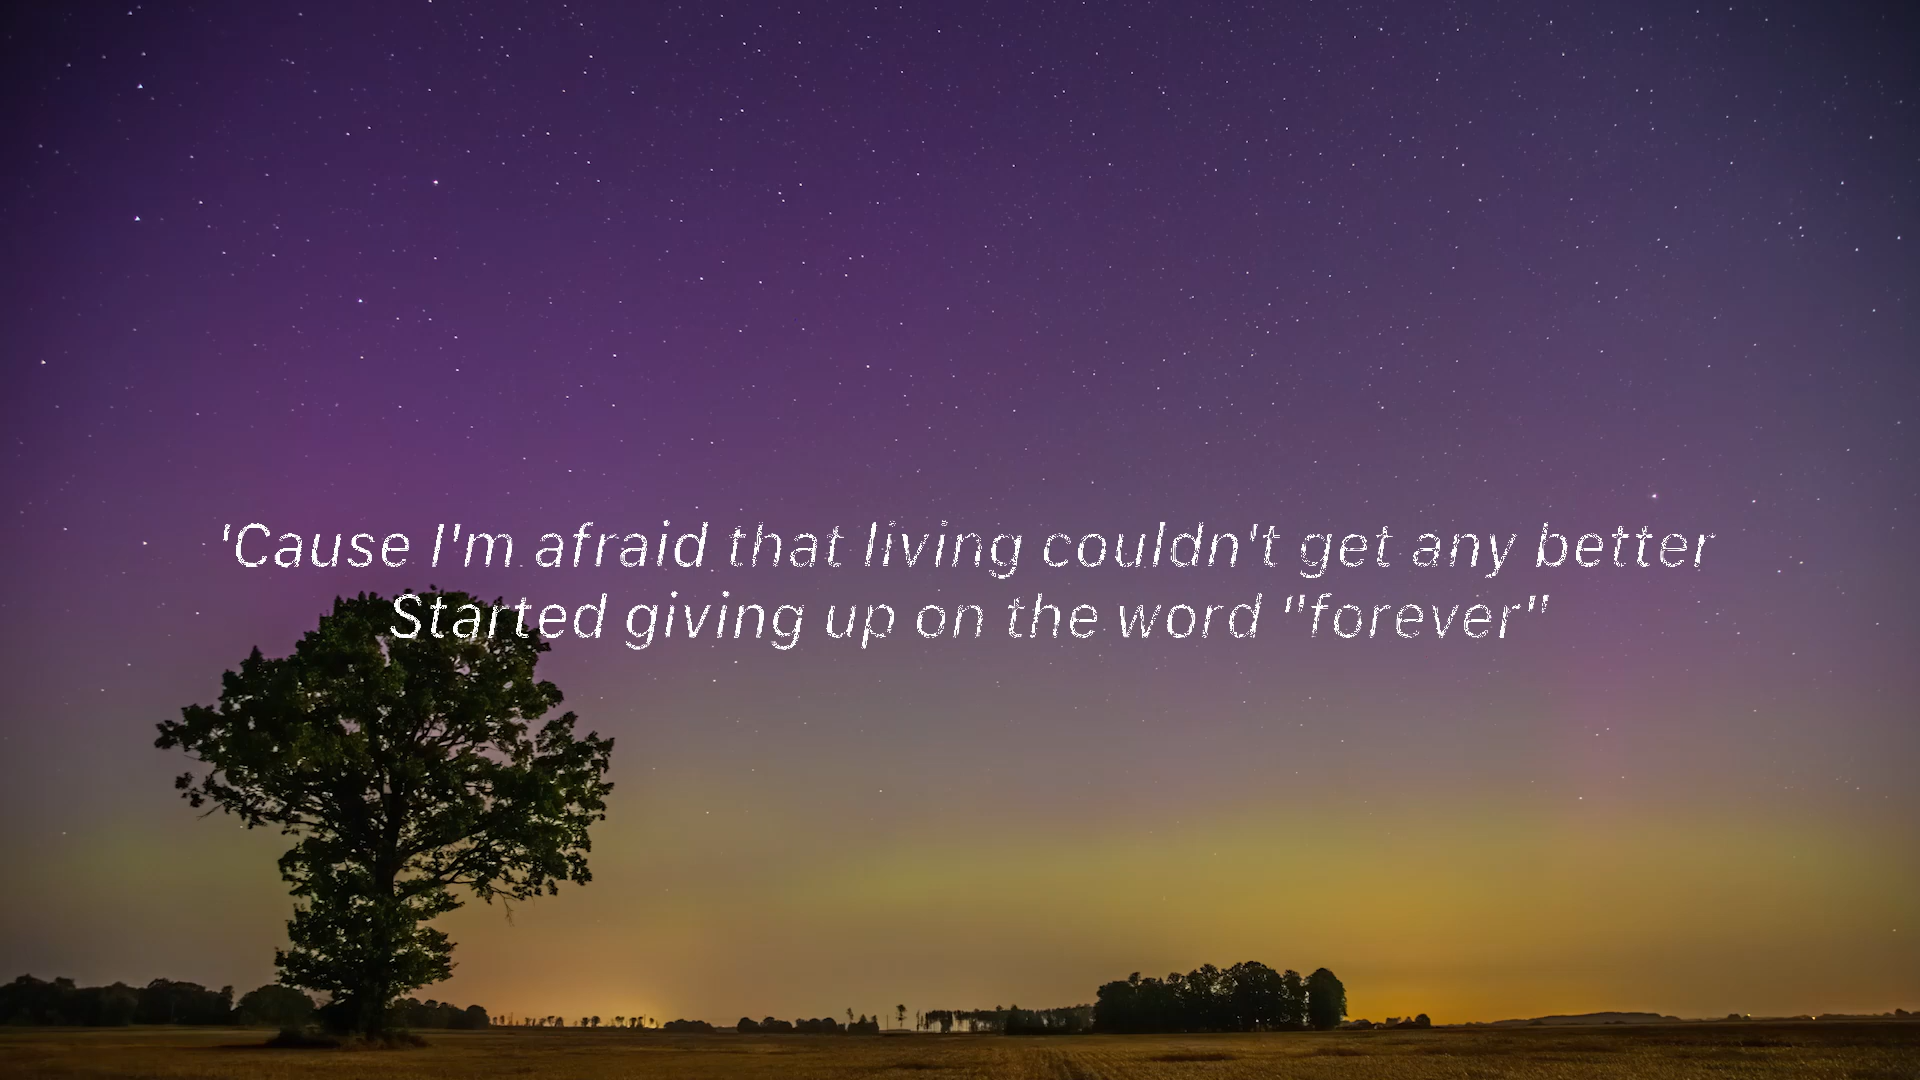 'Cause I'm afraid that living couldn't get any better
Started giving up on the word "forever"